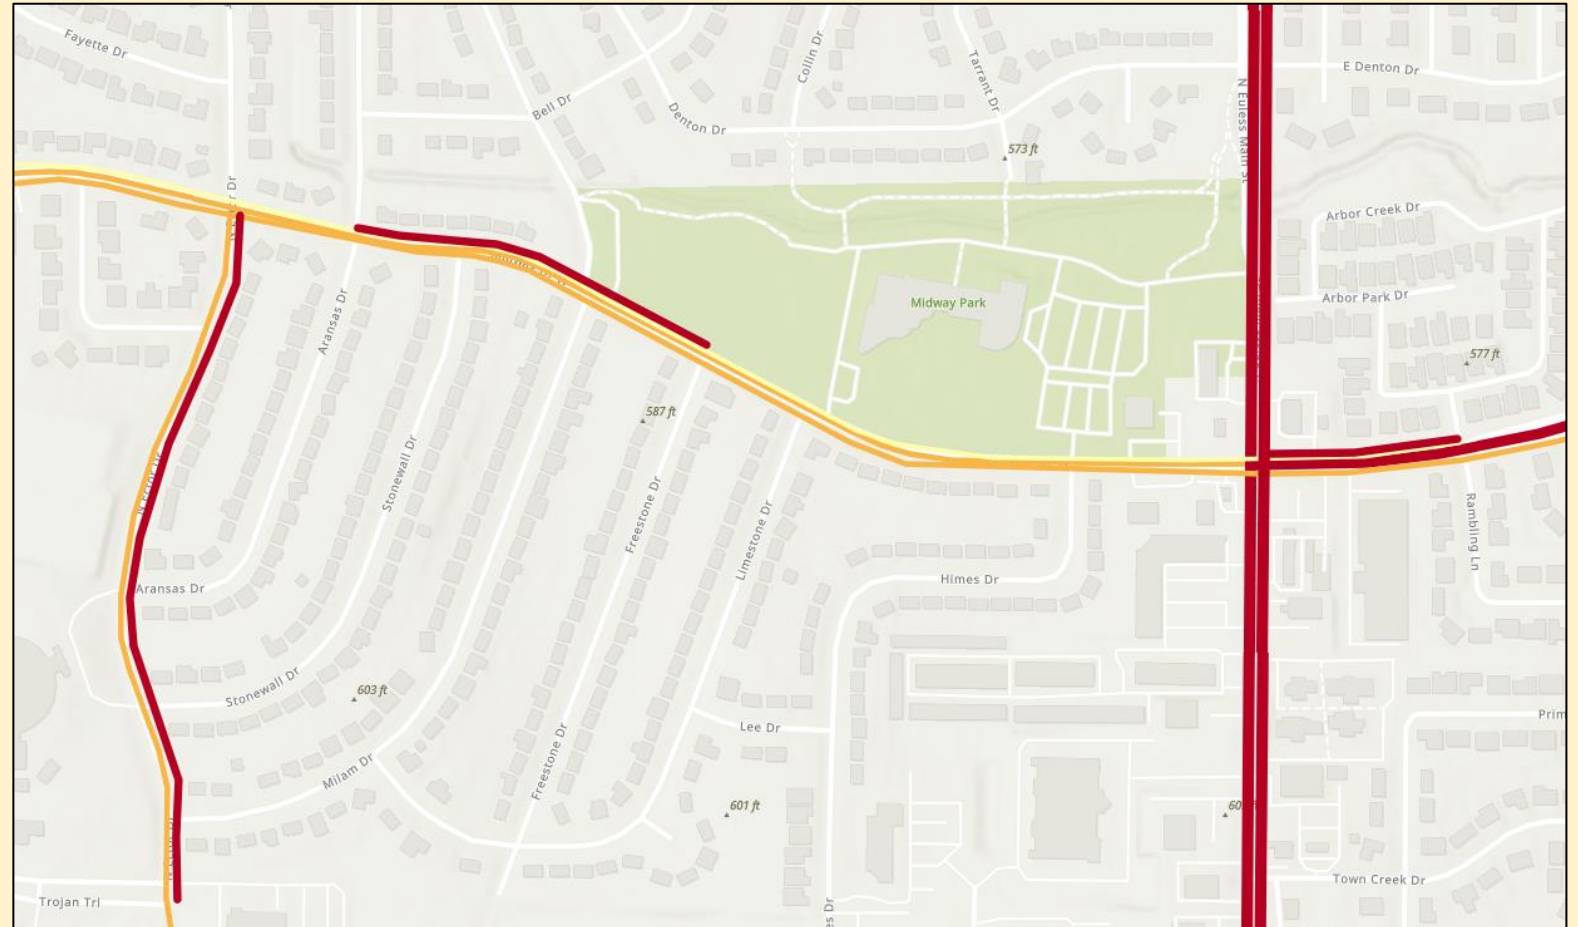 Fayette Dr
Bell Dr
Denton Dr
Collin Dr
Tarrant Dr
573 ft
N Euless Main St
E Denton Dr
Arbor Creek Dr
Arbor Park Dr
577 ft
Midway Park
Aransas Dr
Stonewall Dr
587 ft
Freestone Dr
Limestone Dr
Himes Dr
Rambling Ln
Aransas Dr
Stonewall Dr
603 ft
Milam Dr
Freestone Dr
Lee Dr
601 ft
Prim
Town Creek Dr
Trojan Trl
es Dr